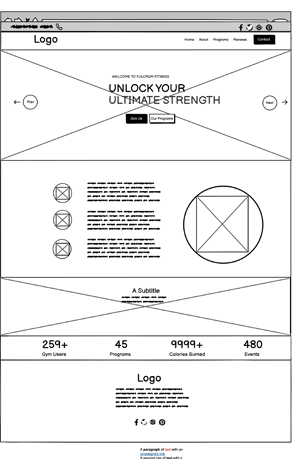 Logo
Home About Programs Reviews Contact
WELCOME TO FULCRUM FITNESS
UNLOCK YOUR
ULTIMATE STRENGTH
Prev
Next
Join Us Our Programs
A Subtitle
259+ 45 9999+ 480
Gym Users Programs Calories Burned Events
Logo
A paragraph of text with an
unassigned link
A second row of text with a